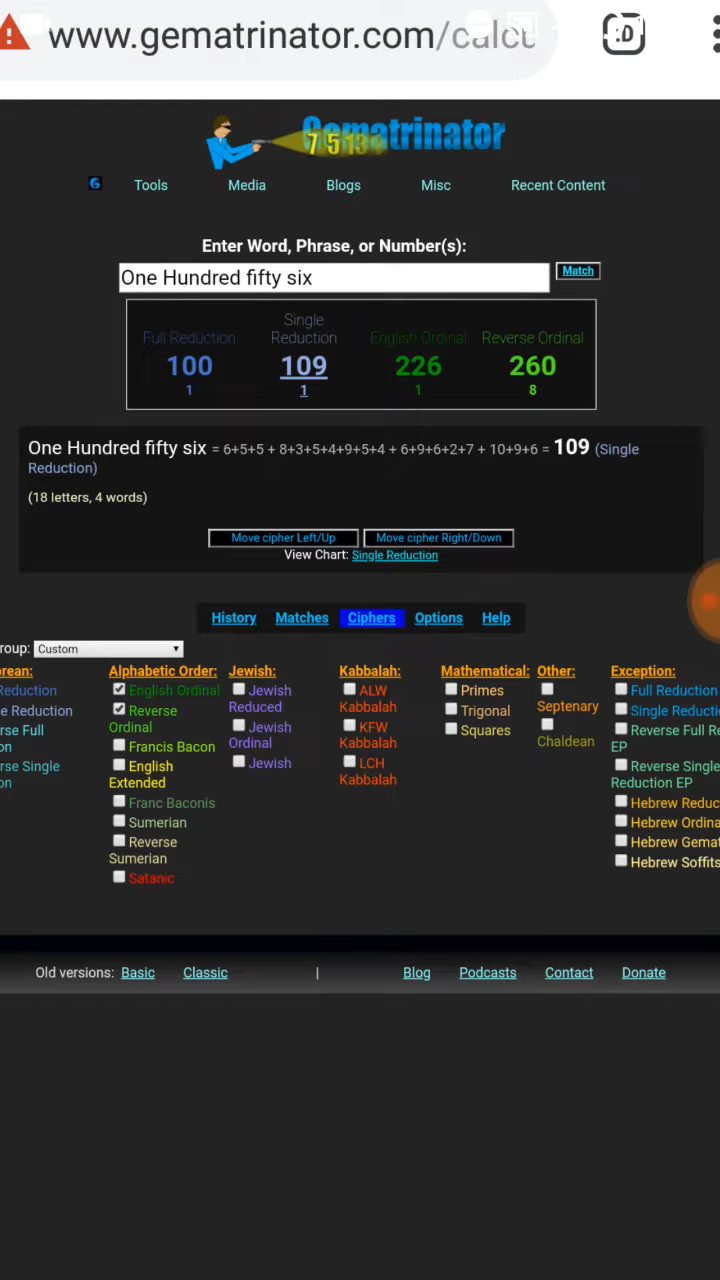 www.gematrinator.com/calcu
:D
Gematrinator
7 5 134
G Tools Media Blogs Misc Recent Content
Enter Word, Phrase, or Number(s):
One Hundred fifty six Match
Full Reduction Single Reduction English Ordinal Reverse Ordinal
100 109 226 260
1 1 1 8
One Hundred fifty six = 6+5+5 + 8+3+5+4+9+5+4 + 6+9+6+2+7 + 10+9+6 = 109 (Single
Reduction)
(18 letters, 4 words)
Move cipher Left/Up Move cipher Right/Down
View Chart: Single Reduction
History Matches Ciphers Options Help
roup: Custom
rean:
Reduction
e Reduction
rse Full
on
rse Single
on
Alphabetic Order:
English Ordinal
Reverse
Ordinal
Francis Bacon
English
Extended
Franc Baconis
Sumerian
Reverse
Sumerian
Satanic
Jewish:
Jewish
Reduced
Jewish
Ordinal
Jewish
Kabbalah:
ALW
Kabbalah
KFW
Kabbalah
LCH
Kabbalah
Mathematical:
Primes
Trigonal
Squares
Other:
Septenary
Chaldean
Exception:
Full Reduction
Single Reducti
Reverse Full Re
EP
Reverse Single
Reduction EP
Hebrew Reduc
Hebrew Ordina
Hebrew Gemat
Hebrew Soffits
Old versions: Basic Classic | Blog Podcasts Contact Donate